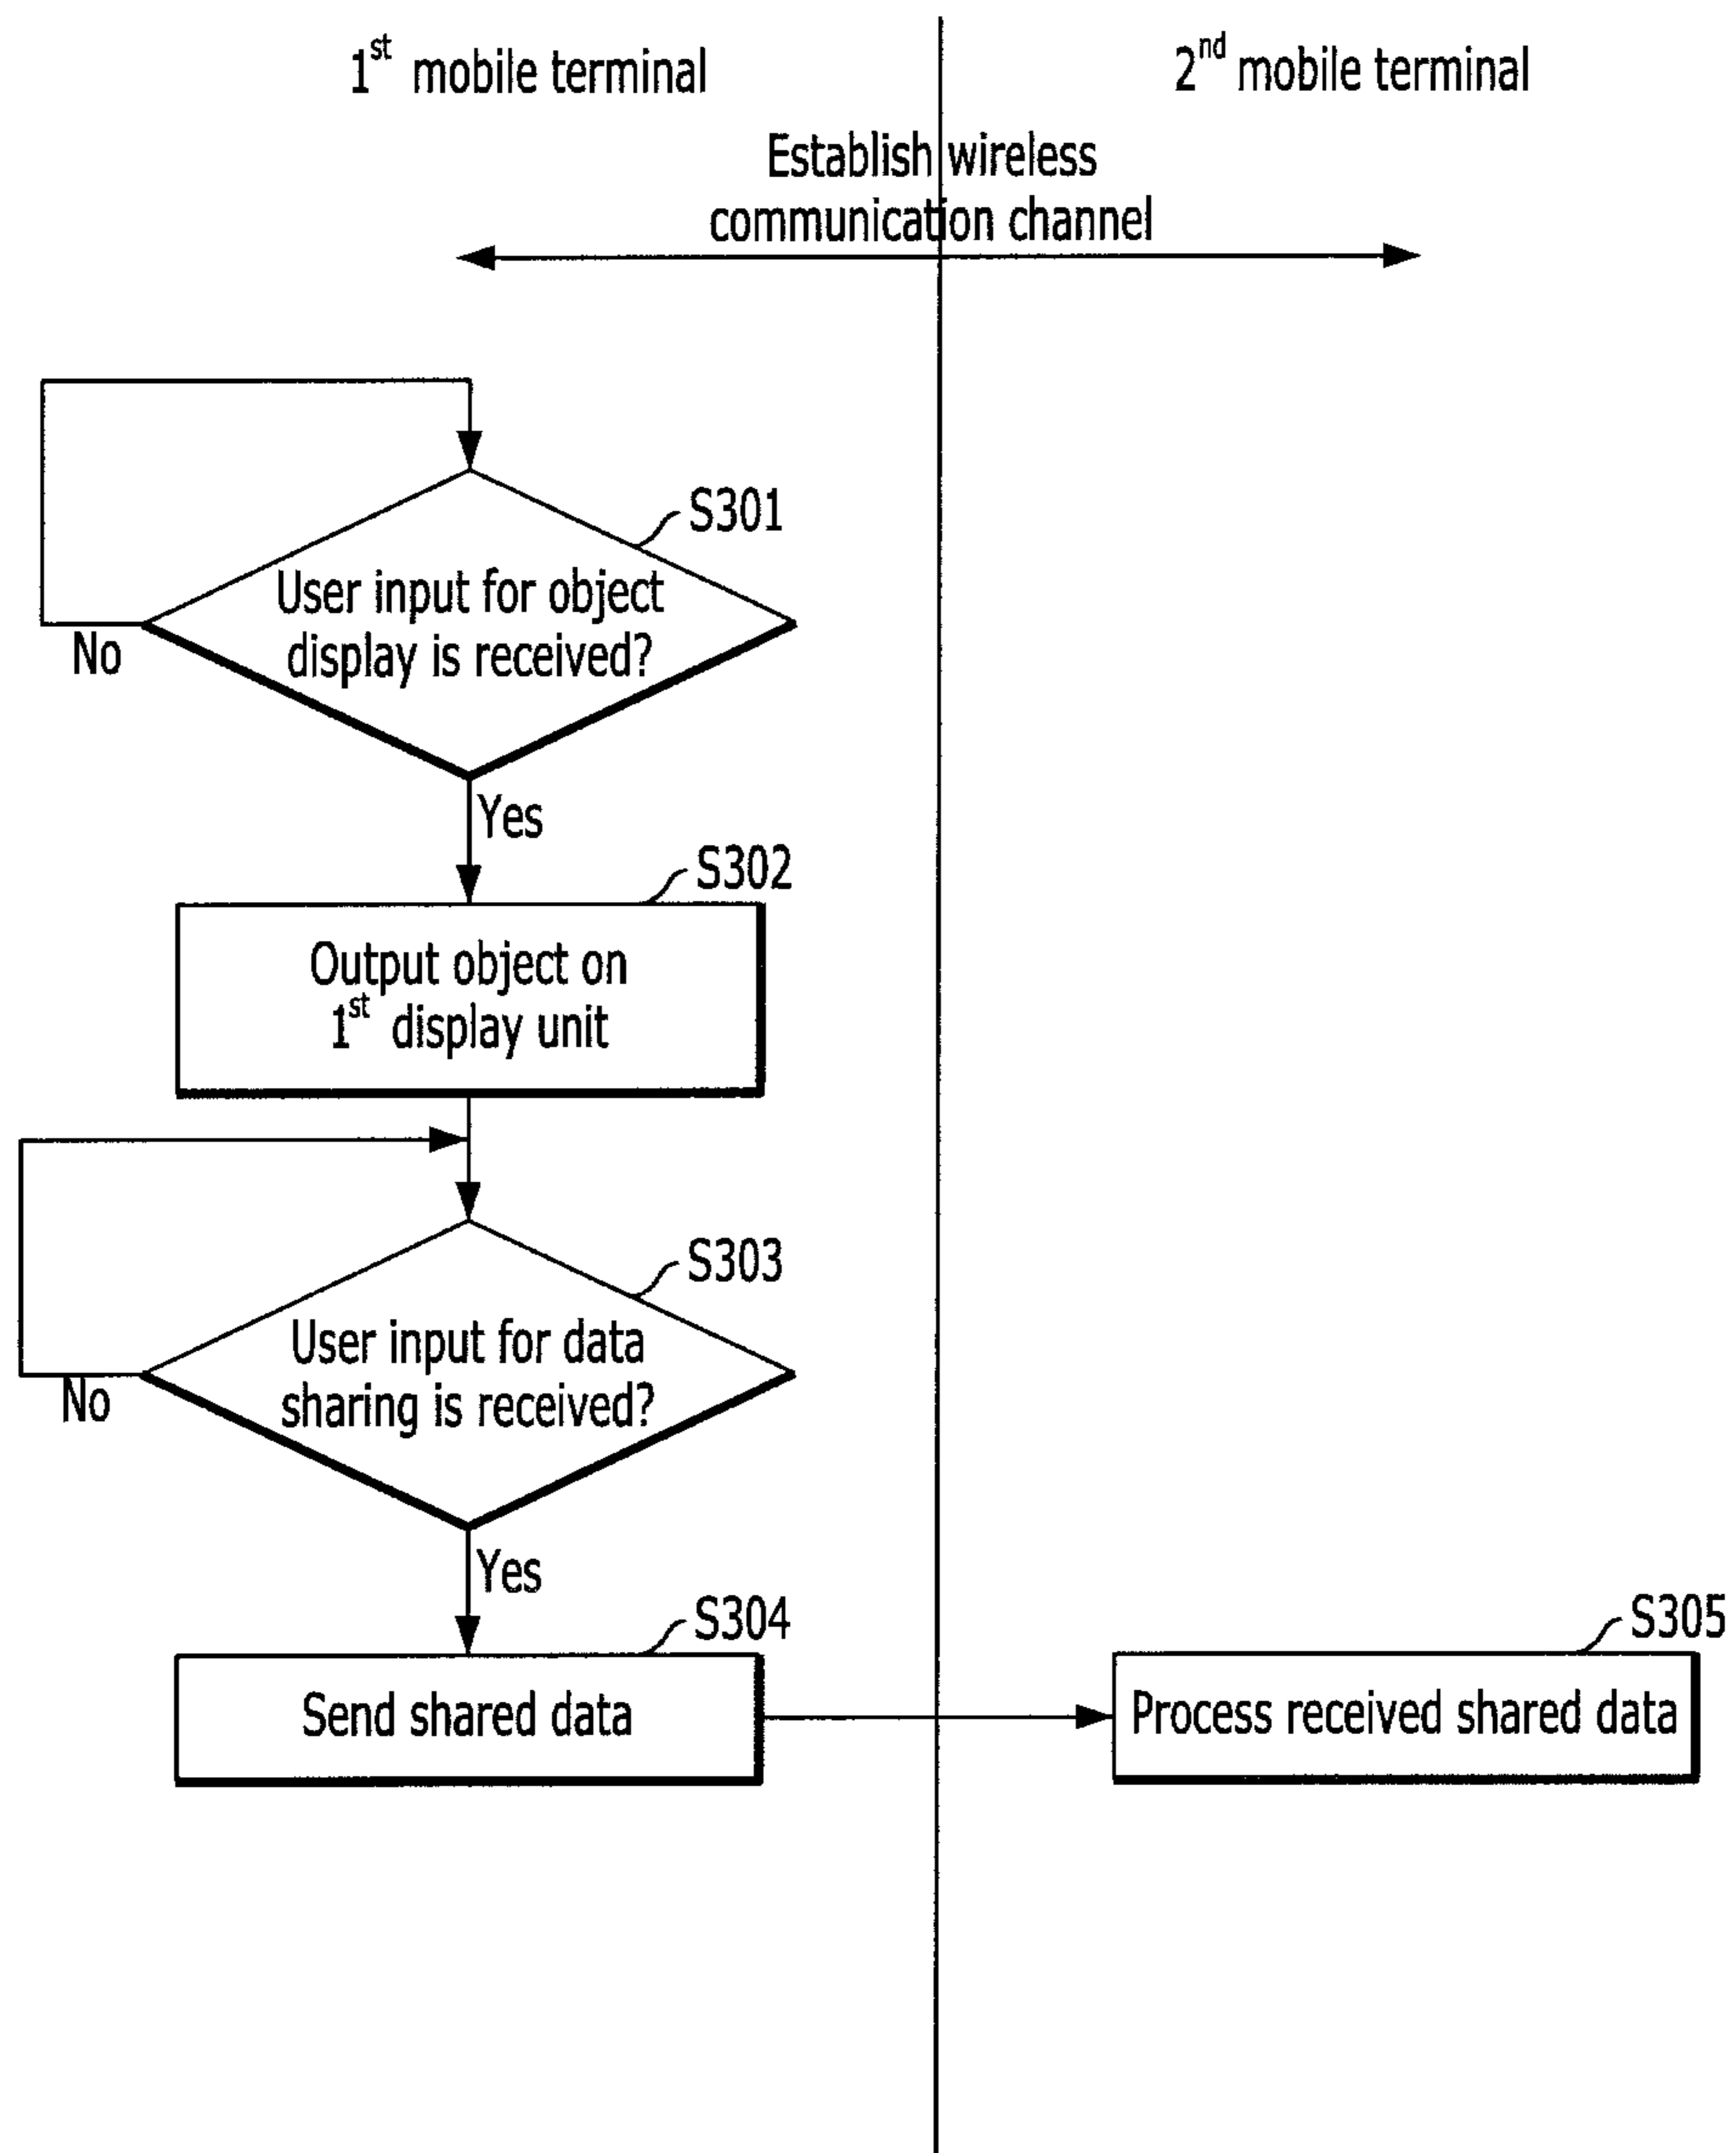 1st mobile terminal
2nd mobile terminal
Establish wireless
communication channel
S301
User input for object
display is received?
No
Yes
S302
Output object on
1st display unit
S303
User input for data
sharing is received?
No
Yes
S304
Send shared data
S305
Process received shared data